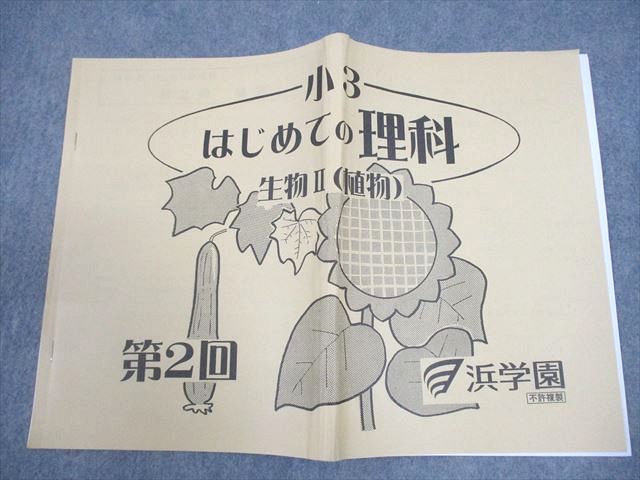 小3
はじめての理科
生物Ⅱ(植物)
第2回
浜学園
不許複製